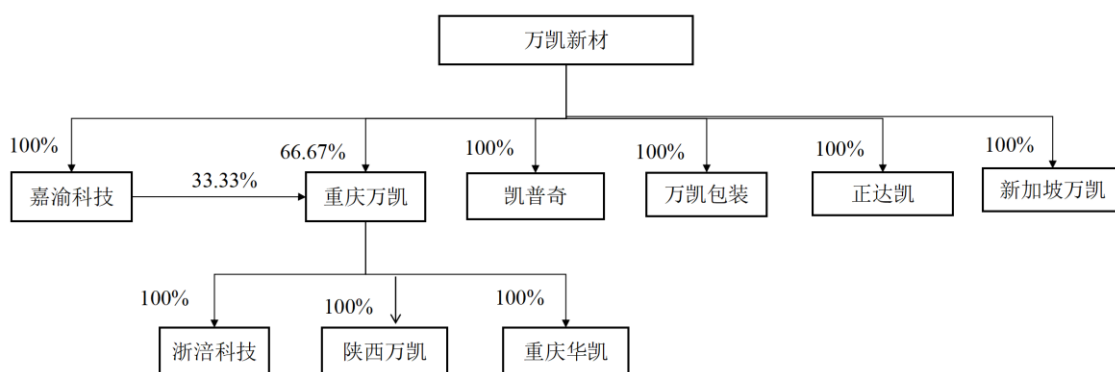 万凯新材
100%
66.67%
100%
100%
100%
100%
33.33%
嘉渝科技
重庆万凯
凯普奇
万凯包装
正达凯
新加坡万凯
100%
100%
100%
浙涪科技
陕西万凯
重庆华凯